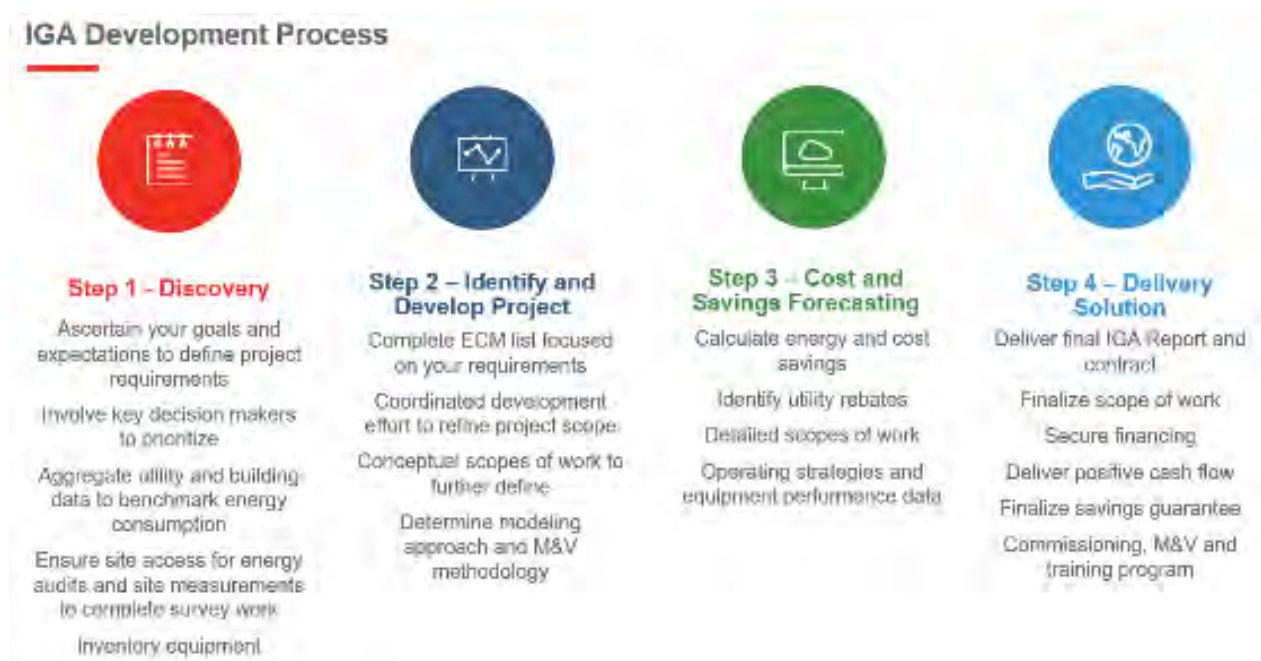 IGA Development Process
Step 1 – Discovery
Ascertain your goals and
expectations to define project
requirements
Involve key decision makers
to prioritize
Aggregate utility and building
data to benchmark energy
consumption
Ensure site access for energy
audits and site measurements
to complete survey work
Inventory equipment
Step 2 – Identify and
Develop Project
Complete ECM list focused
on your requirements
Coordinated development
effort to refine project scope
Conceptual scopes of work to
further define
Determine modeling
approach and M&V
methodology
Step 3 – Cost and
Savings Forecasting
Calculate energy and cost
savings
Identify utility rebates
Detailed scopes of work
Operating strategies and
equipment performance data
Step 4 – Delivery
Solution
Deliver final IGA Report and
contract
Finalize scope of work
Secure financing
Deliver positive cash flow
Finalize savings guarantee
Commissioning, M&V and
training program